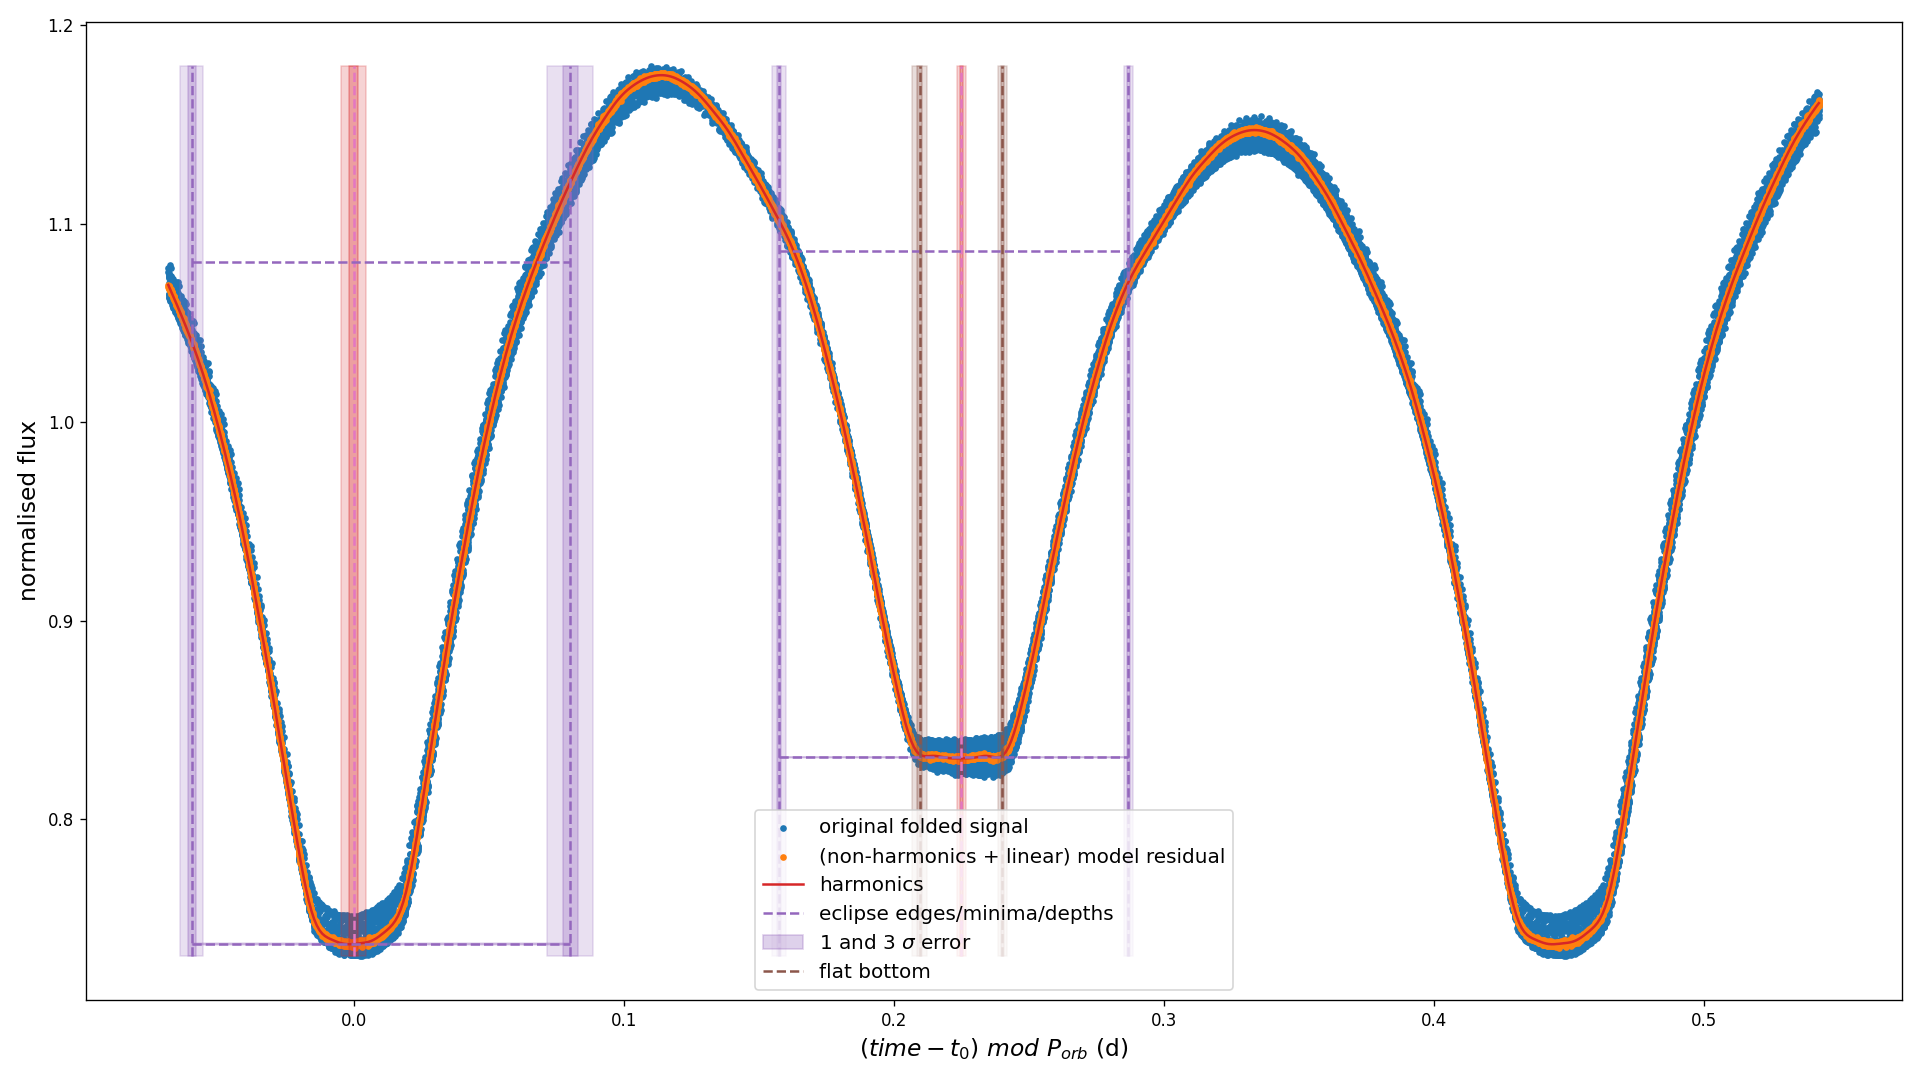 1.2
1.1
1.0
0.9
0.8
normalised flux
original folded signal
(non-harmonics + linear) model residual
harmonics
eclipse edges/minima/depths
1 and 3 σ error
flat bottom
0.0 0.1 0.2 0.3 0.4 0.5
(time − t₀) mod Pₒᵣᵦ (d)